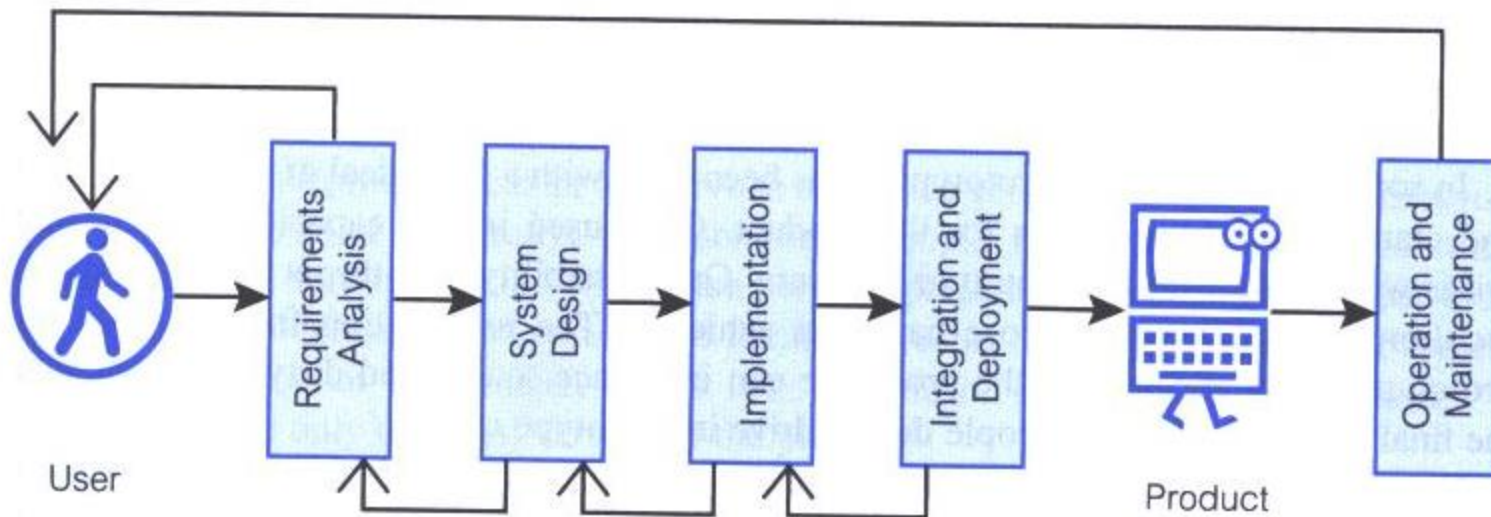 Requirements
Analysis
System
Design
Implementation
Integration and
Deployment
Operation and
Maintenance
User
Product